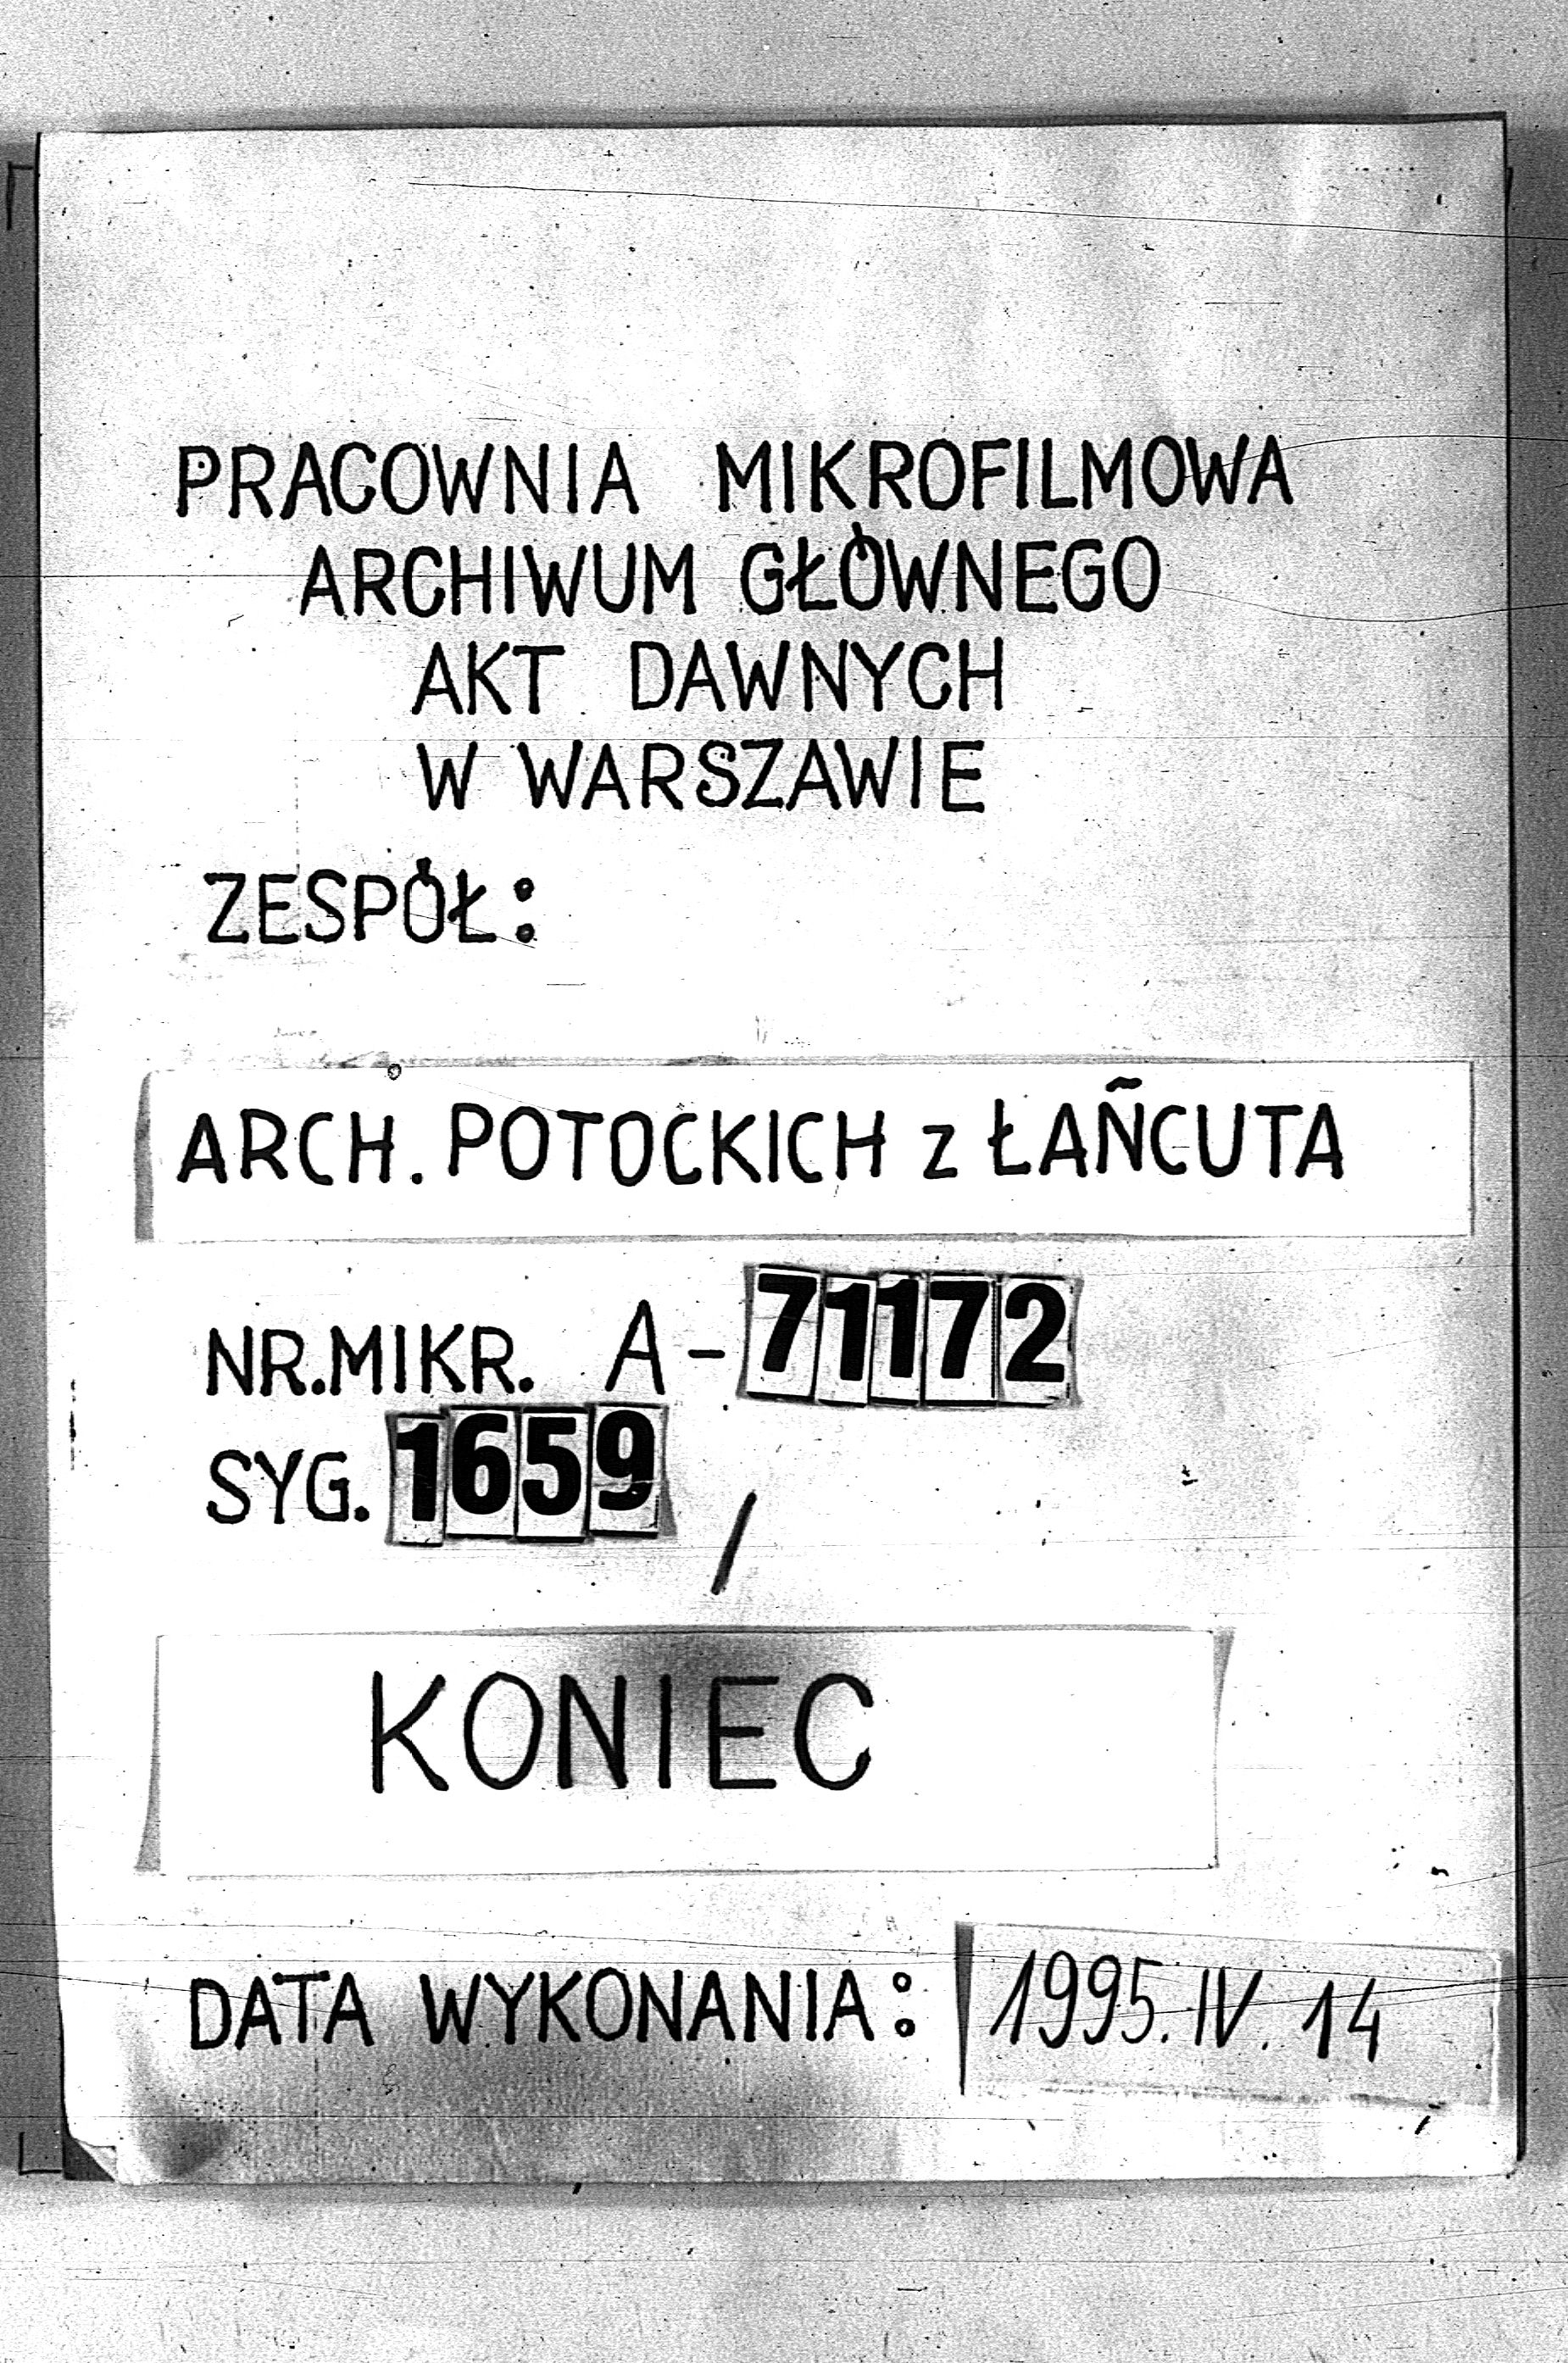 PRACOWNIA MIKROFILMOWA
ARCHIWUM GŁÓWNEGO
AKT DAWNYCH
W WARSZAWIE
ZESPÓŁ:
ARCH. POTOCKICH z ŁAÑCUTA
NR.MIKR. A-71172
SYG. 1659 /
KONIEC
DATA WYKONANIA: 1995.IV.14